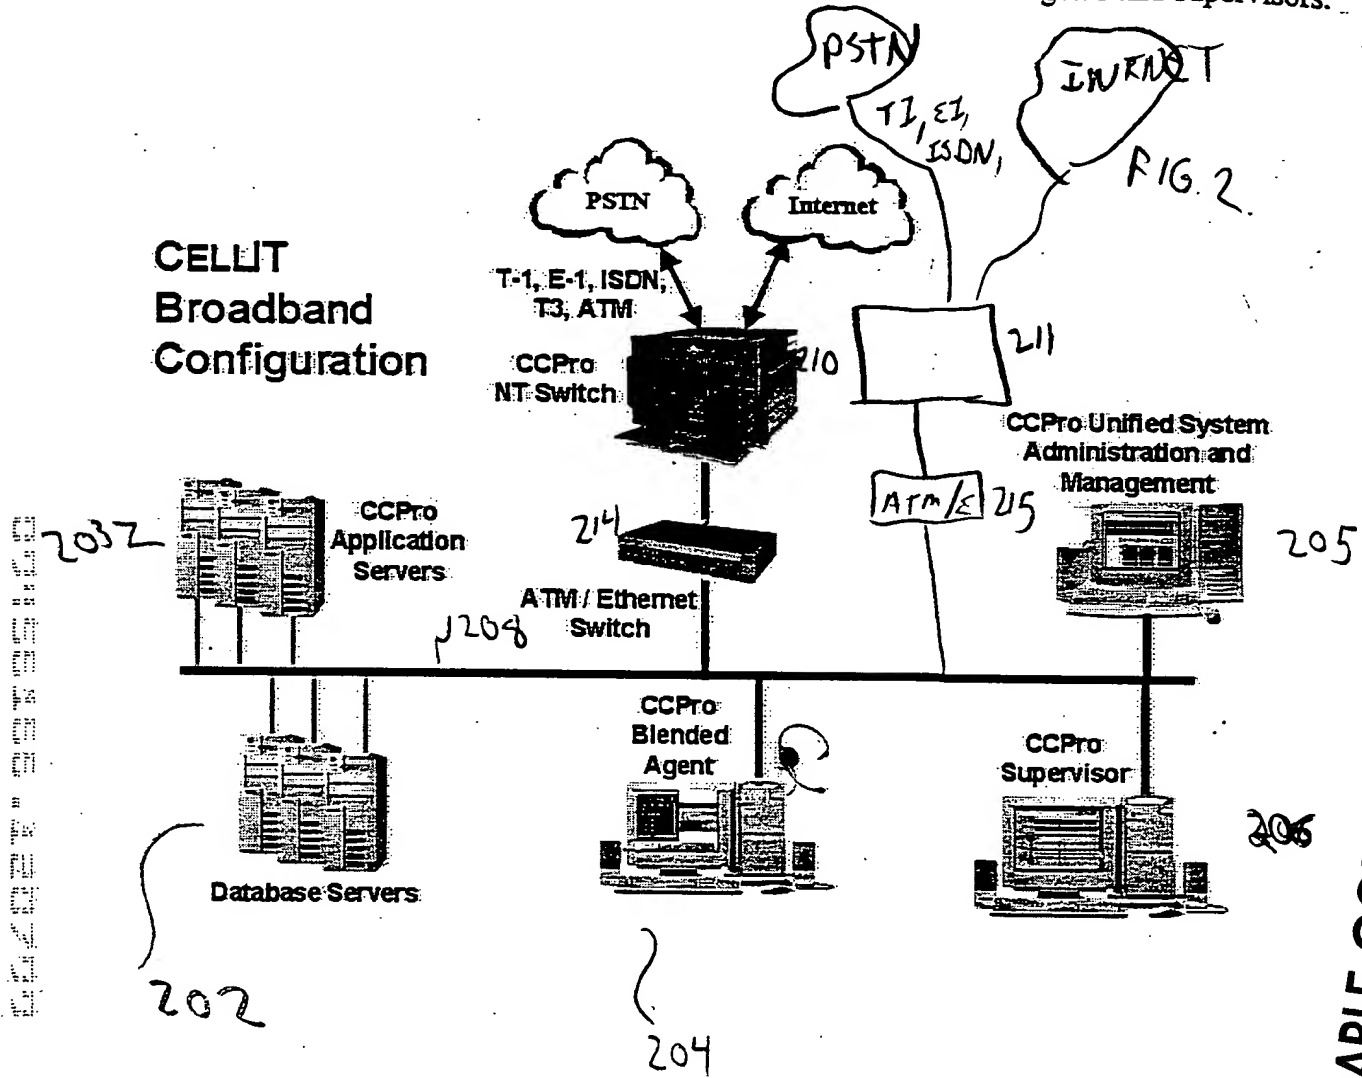 Supervisors.
PSTN
INRNET
T1, E1,
ISDN,
FIG. 2
PSTN
Internet
CELLIT
Broadband
Configuration
T-1, E-1, ISDN,
T3, ATM
CCPro
NT Switch
210
211
CCPro Unified System
Administration and
Management
ATM/E
215
205
2032
CCPro
Application
Servers
214
ATM / Ethernet
Switch
208
CCPro
Blended
Agent
CCPro
Supervisor
206
Database Servers
202
204